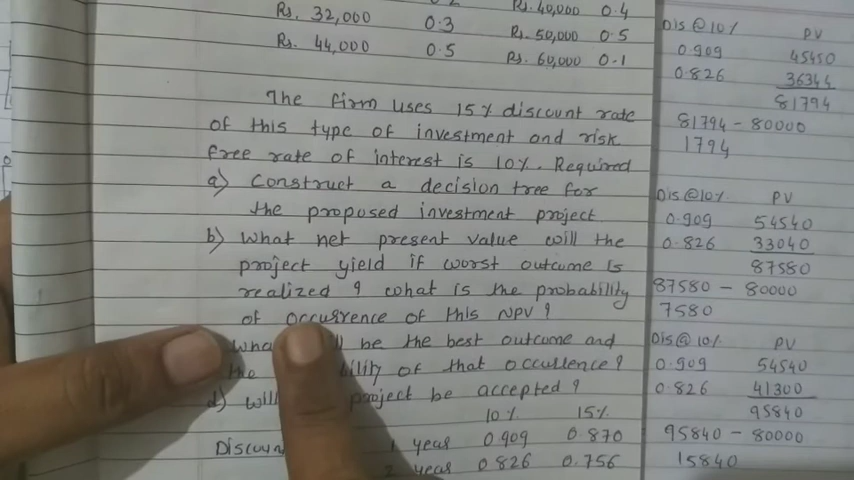 Rs. 40,000 0.4
Rs. 32,000 0.3 Rs. 50,000 0.5
Rs. 44,000 0.5 Rs. 60,000 0.1
The firm uses 15% discount rate
of this type of investment and risk
free rate of interest is 10%. Required
a) Construct a decision tree for
the proposed investment project
b) What net present value will the
project yield if worst outcome is
realized ? what is the probability
of occurrence of this NPV ?
be the best outcome and
the of that occurence ?
d) project be accepted ?
10% 15%
1 year 0.909 0.870
2 year 0.826 0.756
Dis@10% PV
0.909 45450
0.826 36344
81794
81794 - 80000
1794
Dis@10% PV
0.909 54540
0.826 33040
87580
87580 - 80000
7580
Dis@10% PV
0.909 54540
0.826 41300
95840
95840 - 80000
15840